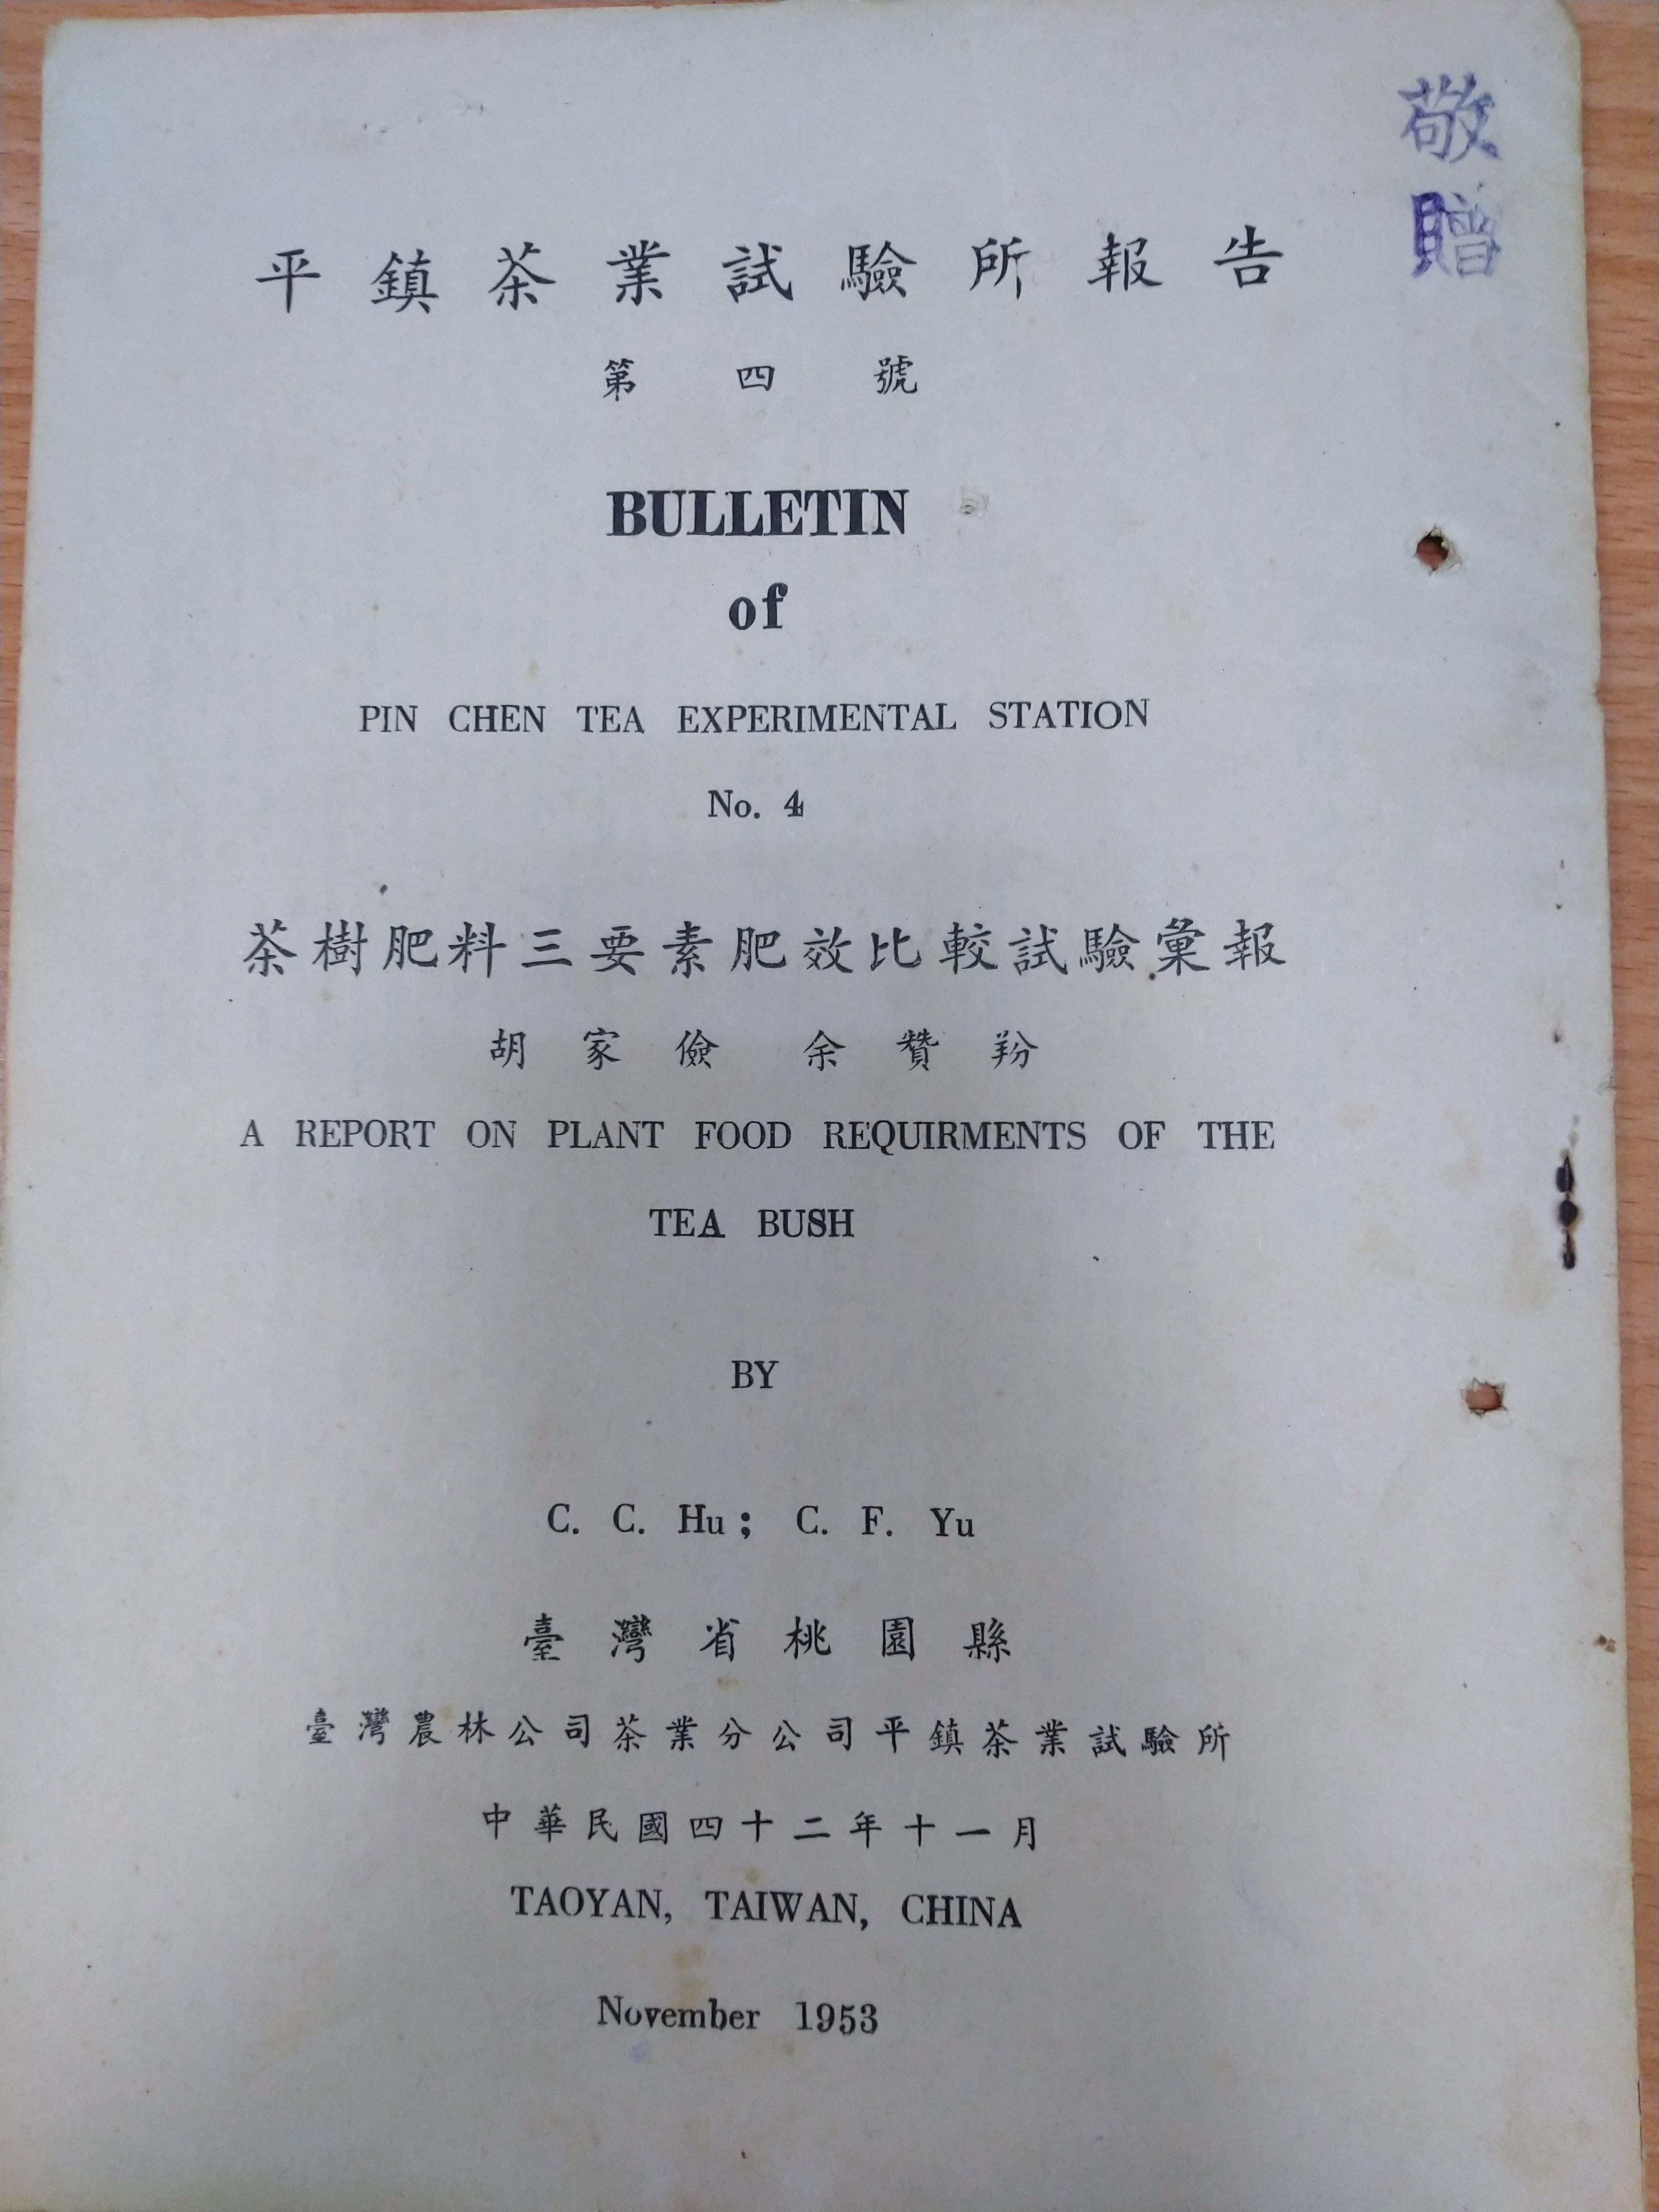 敬贈
平鎮茶業試驗所報告
第四號
BULLETIN
of
PIN CHEN TEA EXPERIMENTAL STATION
No. 4
茶樹肥料三要素肥效比較試驗彙報
胡家儉 余贊羒
A REPORT ON PLANT FOOD REQUIRMENTS OF THE
TEA BUSH
BY
C. C. Hu; C. F. Yu
臺灣省桃園縣
臺灣農林公司茶業分公司平鎮茶業試驗所
中華民國四十二年十一月
TAOYAN, TAIWAN, CHINA
November 1953